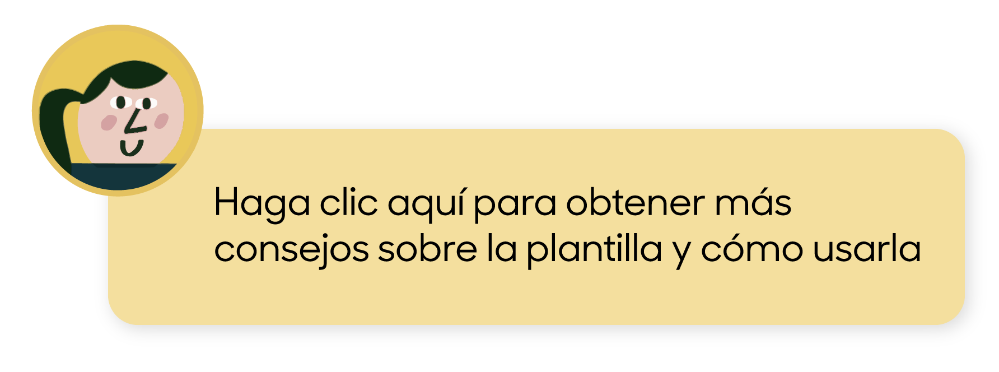 Haga clic aquí para obtener más
consejos sobre la plantilla y cómo usarla